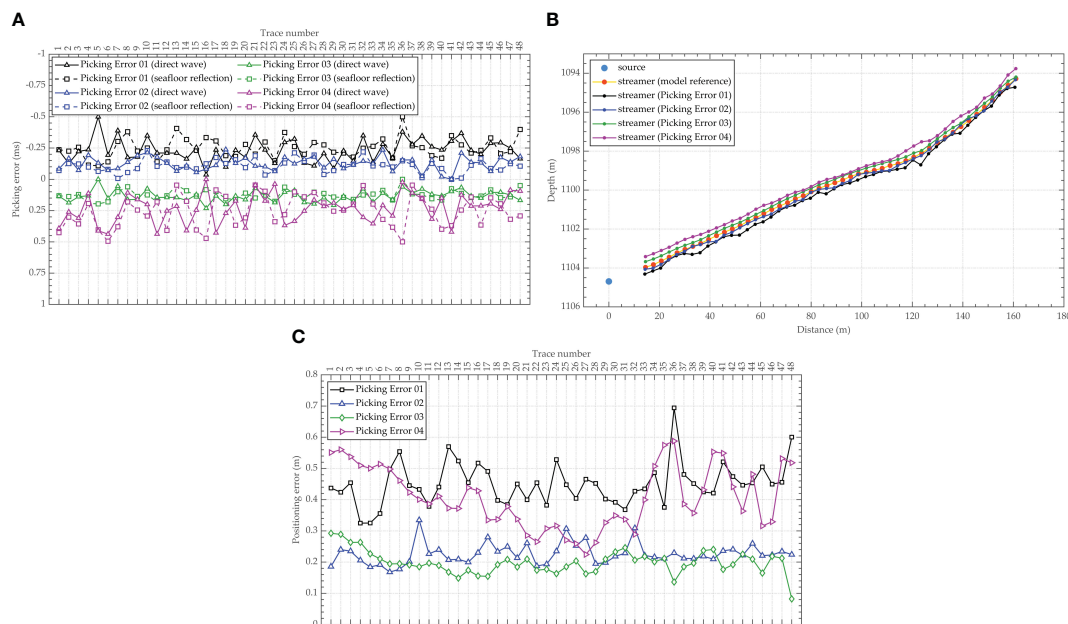 A
Trace number
1 2 3 4 5 6 7 8 9 10 11 12 13 14 15 16 17 18 19 20 21 22 23 24 25 26 27 28 29 30 31 32 33 34 35 36 37 38 39 40 41 42 43 44 45 46 47 48
-1
-0.75
-0.5
-0.25
0
0.25
0.5
0.75
1
Picking error (ms)
Picking Error 01 (direct wave)
Picking Error 01 (seafloor reflection)
Picking Error 02 (direct wave)
Picking Error 02 (seafloor reflection)
Picking Error 03 (direct wave)
Picking Error 03 (seafloor reflection)
Picking Error 04 (direct wave)
Picking Error 04 (seafloor reflection)
B
1094
1096
1098
1100
1102
1104
1106
Depth (m)
source
streamer (model reference)
streamer (Picking Error 01)
streamer (Picking Error 02)
streamer (Picking Error 03)
streamer (Picking Error 04)
0 20 40 60 80 100 120 140 160 180
Distance (m)
C
Trace number
1 2 3 4 5 6 7 8 9 10 11 12 13 14 15 16 17 18 19 20 21 22 23 24 25 26 27 28 29 30 31 32 33 34 35 36 37 38 39 40 41 42 43 44 45 46 47 48
0.8
0.7
0.6
0.5
0.4
0.3
0.2
0.1
0
Positioning error (m)
Picking Error 01
Picking Error 02
Picking Error 03
Picking Error 04